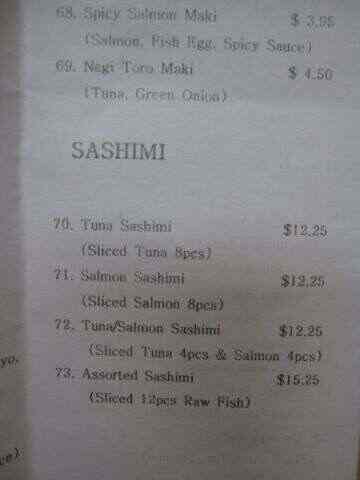 68. Spicy Salmon Maki $ 3.95
(Salmon, Fish Egg, Spicy Sauce)
69. Negi Toro Maki $ 4.50
(Tuna, Green Onion)
SASHIMI
70. Tuna Sashimi $12.25
(Sliced Tuna 8pcs)
71. Salmon Sashimi $12.25
(Sliced Salmon 8pcs)
72. Tuna/Salmon Sashimi $12.25
(Sliced Tuna 4pcs & Salmon 4pcs)
73. Assorted Sashimi $15.25
(Sliced 12pcs Raw Fish)